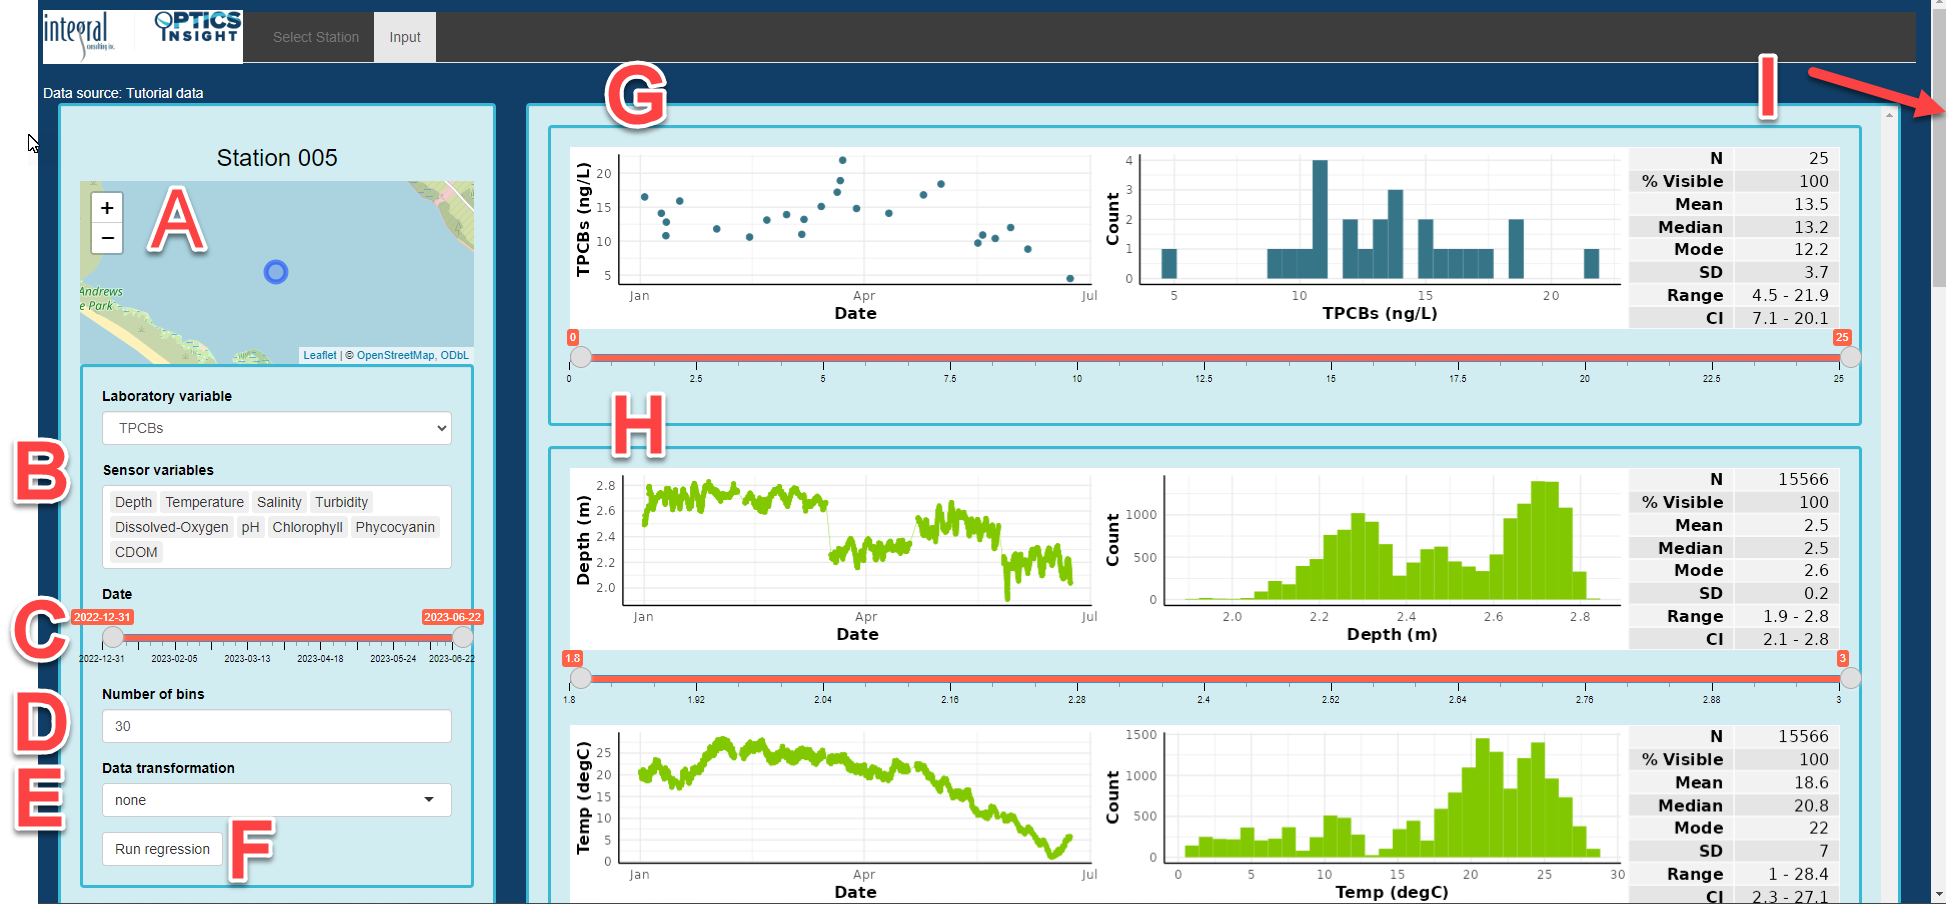 integral
consulting inc.
OPTICS
INSIGHT
Select Station
Input
Data source: Tutorial data
Station 005
+
−
A
Andrews
e Park
Leaflet | © OpenStreetMap, ODbL
Laboratory variable
TPCBs
B
Sensor variables
Depth Temperature Salinity Turbidity
Dissolved-Oxygen pH Chlorophyll Phycocyanin
CDOM
Date
C
2022-12-31 2023-06-22
2022-12-31 2023-02-05 2023-03-13 2023-04-18 2023-05-24 2023-06-22
D
Number of bins
30
E
Data transformation
none
Run regression
F
G
I
TPCBs (ng/L)
20
15
10
5
Jan Apr Jul
Date
Count
4
3
2
1
0
5 10 15 20
TPCBs (ng/L)
N 25
% Visible 100
Mean 13.5
Median 13.2
Mode 12.2
SD 3.7
Range 4.5 - 21.9
CI 7.1 - 20.1
0 25
0 2.5 5 7.5 10 12.5 15 17.5 20 22.5 25
H
Depth (m)
2.8
2.6
2.4
2.2
2.0
Jan Apr Jul
Date
Count
1000
500
0
2.0 2.2 2.4 2.6 2.8
Depth (m)
N 15566
% Visible 100
Mean 2.5
Median 2.5
Mode 2.6
SD 0.2
Range 1.9 - 2.8
CI 2.1 - 2.8
1.8 3
1.8 1.92 2.04 2.16 2.28 2.4 2.52 2.64 2.76 2.88 3
Temp (degC)
25
20
15
10
5
0
Jan Apr Jul
Date
Count
1500
1000
500
0
0 5 10 15 20 25 30
Temp (degC)
N 15566
% Visible 100
Mean 18.6
Median 20.8
Mode 22
SD 7
Range 1 - 28.4
CI 2.3 - 27.1